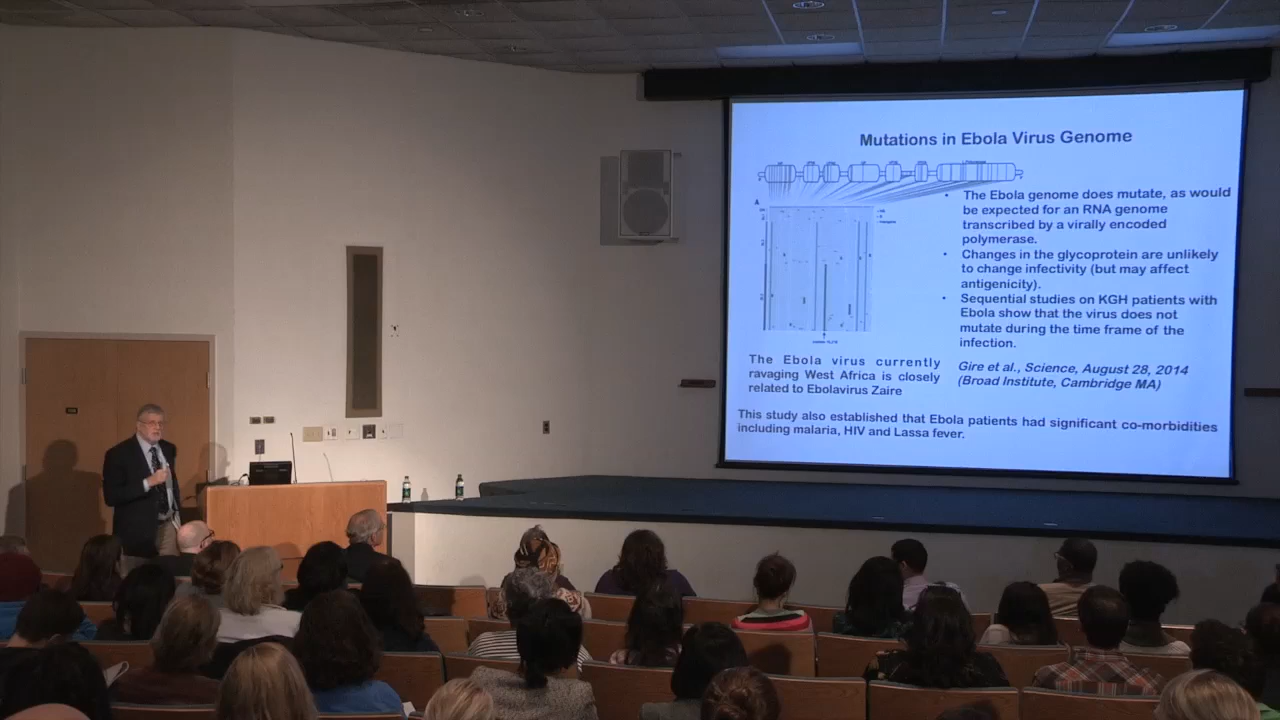 Mutations in Ebola Virus Genome
A
• The Ebola genome does mutate, as would
be expected for an RNA genome
transcribed by a virally encoded
polymerase.
• Changes in the glycoprotein are unlikely
to change infectivity (but may affect
antigenicity).
• Sequential studies on KGH patients with
Ebola show that the virus does not
mutate during the time frame of the
infection.
The Ebola virus currently
ravaging West Africa is closely
related to Ebolavirus Zaire
Gire et al., Science, August 28, 2014
(Broad Institute, Cambridge MA)
This study also established that Ebola patients had significant co-morbidities
including malaria, HIV and Lassa fever.